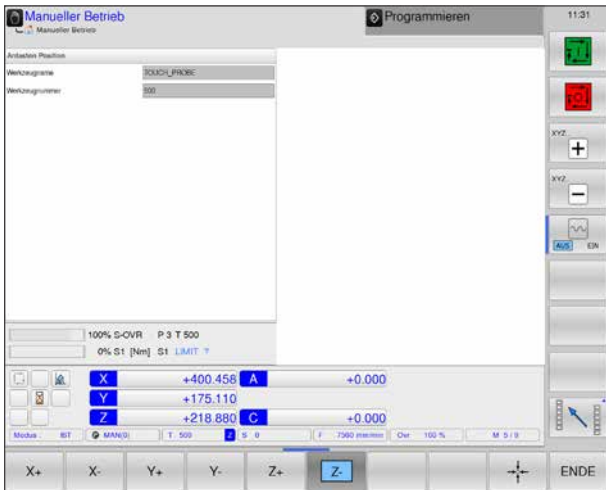 Manueller Betrieb
Programmieren
11:31
Manueller Betrieb
Antasten Position
Werkzeugname TOUCH_PROBE
Werkzeugnummer 500
XYZ
+
XYZ
−
AUS EIN
100% S-OVR P3 T 500
0% S1 [Nm] S1 LIMIT ?
X +400.458 A +0.000
Y +175.110
Z +218.880 C +0.000
Modus: IST MAN(0) T 500 Z S 0 F 7560 mm/min Ovr 100 % M 5/9
X+ X- Y+ Y- Z+ Z- ENDE